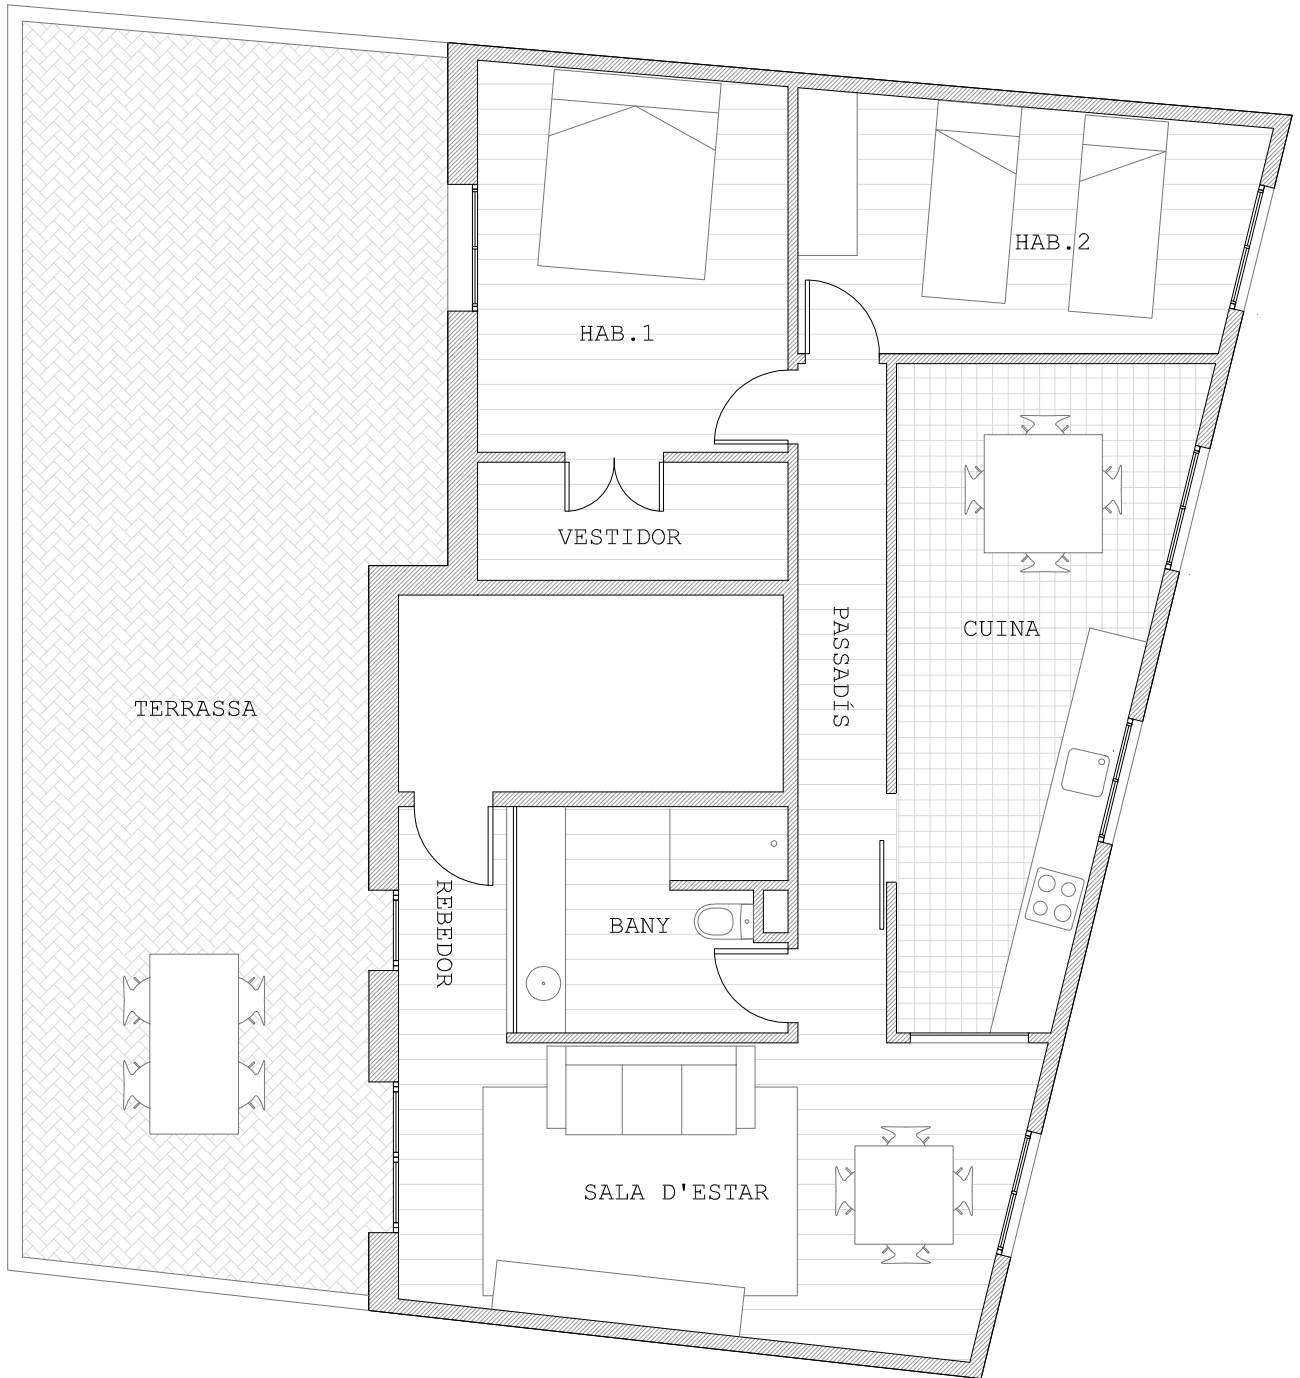 HAB.2
HAB.1
VESTIDOR
PASSADÍS
CUINA
TERRASSA
REBEDOR
BANY
SALA D'ESTAR